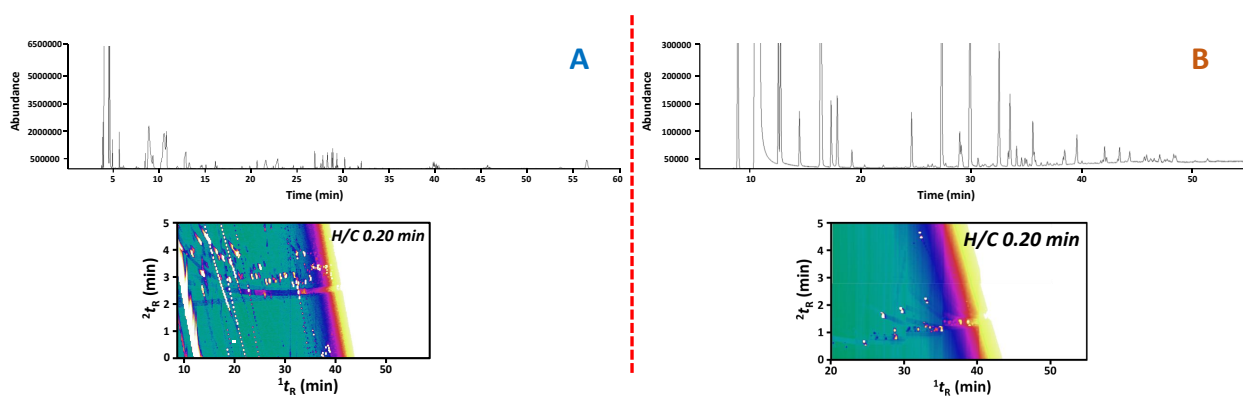 A
Abundance
6500000
5000000
3500000
2000000
500000
5 10 15 20 25 30 35 40 45 50 55 60
Time (min)
H/C 0.20 min
²tR (min)
5
4
3
2
1
0
10 20 30 40 50
¹tR (min)
B
Abundance
300000
200000
150000
100000
50000
10 20 30 40 50
Time (min)
H/C 0.20 min
²tR (min)
5
4
3
2
1
0
20 30 40 50
¹tR (min)